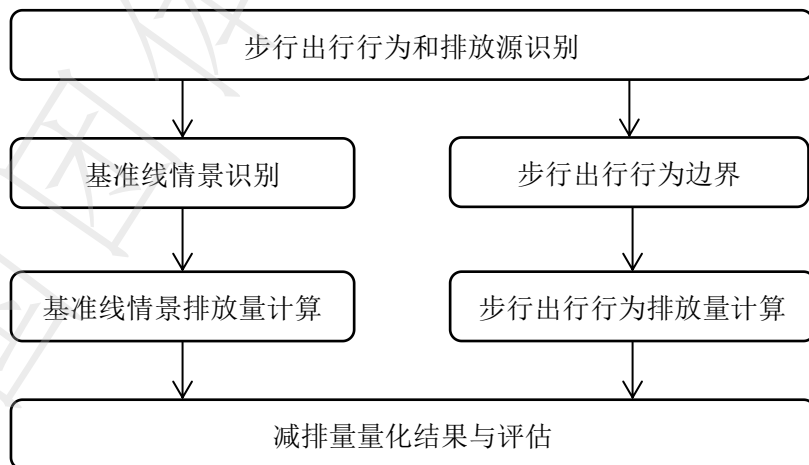 步行出行行为和排放源识别
基准线情景识别
步行出行行为边界
基准线情景排放量计算
步行出行行为排放量计算
减排量量化结果与评估